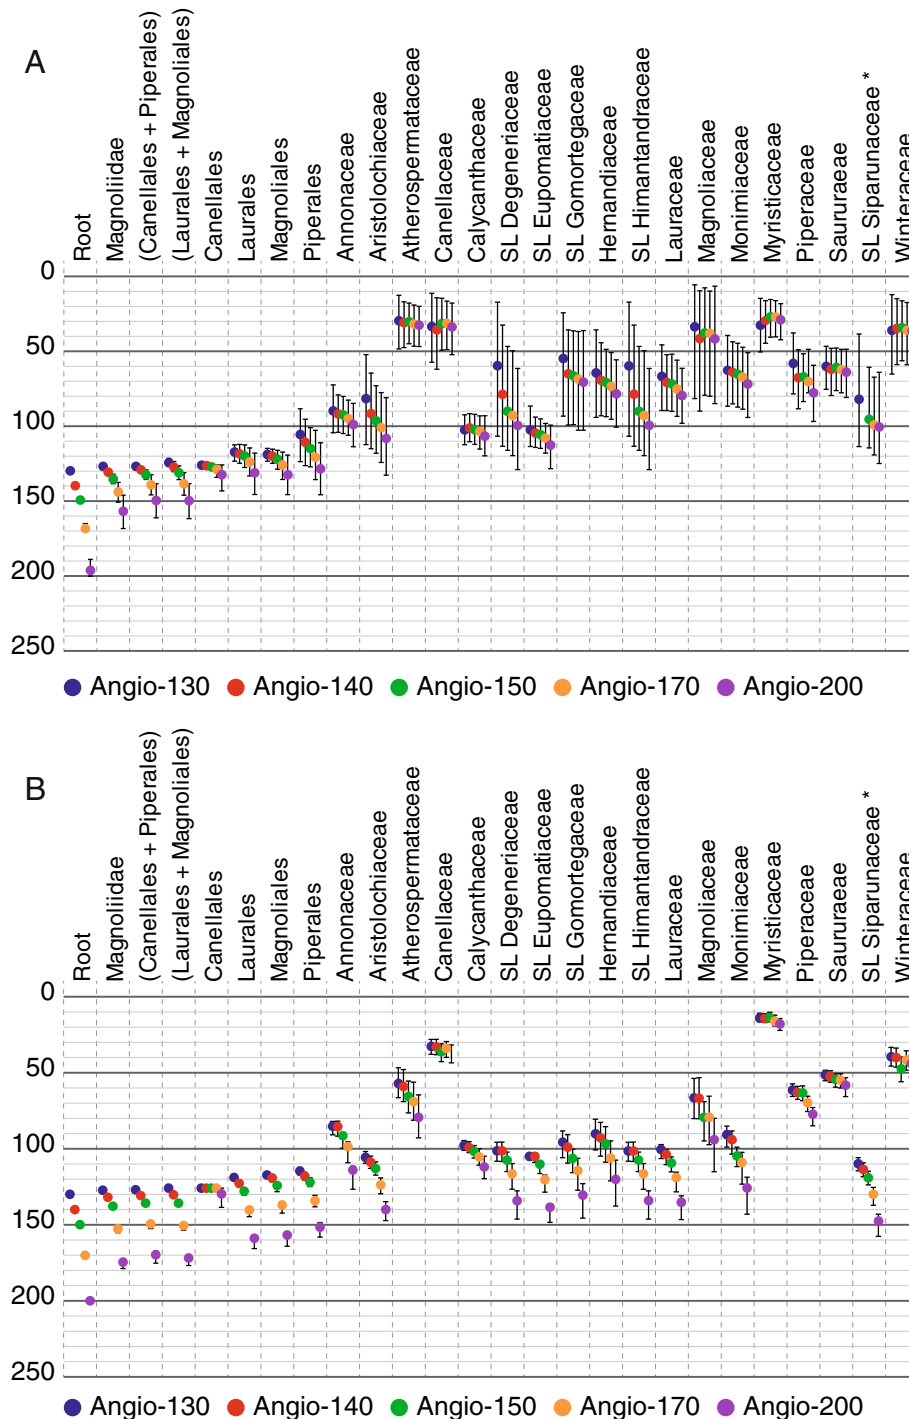 A
Root
Magnoliidae
(Canellales + Piperales)
(Laurales + Magnoliales)
Canellales
Laurales
Magnoliales
Piperales
Annonaceae
Aristolochiaceae
Atherospermataceae
Canellaceae
Calycanthaceae
SL Degeneriaceae
SL Eupomatiaceae
SL Gomortegaceae
Hernandiaceae
SL Himantandraceae
Lauraceae
Magnoliaceae
Monimiaceae
Myristicaceae
Piperaceae
Saururaeae
SL Siparunaceae *
Winteraceae
0
50
100
150
200
250
Angio-130 Angio-140 Angio-150 Angio-170 Angio-200
B
Root
Magnoliidae
(Canellales + Piperales)
(Laurales + Magnoliales)
Canellales
Laurales
Magnoliales
Piperales
Annonaceae
Aristolochiaceae
Atherospermataceae
Canellaceae
Calycanthaceae
SL Degeneriaceae
SL Eupomatiaceae
SL Gomortegaceae
Hernandiaceae
SL Himantandraceae
Lauraceae
Magnoliaceae
Monimiaceae
Myristicaceae
Piperaceae
Saururaeae
SL Siparunaceae *
Winteraceae
0
50
100
150
200
250
Angio-130 Angio-140 Angio-150 Angio-170 Angio-200